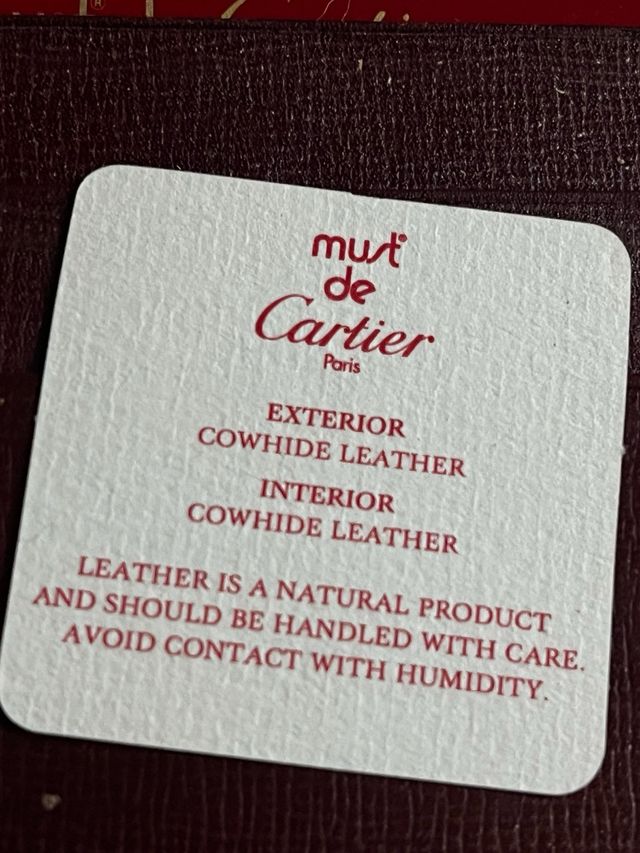 must®
de
Cartier
Paris
EXTERIOR
COWHIDE LEATHER
INTERIOR
COWHIDE LEATHER
LEATHER IS A NATURAL PRODUCT
AND SHOULD BE HANDLED WITH CARE.
AVOID CONTACT WITH HUMIDITY.